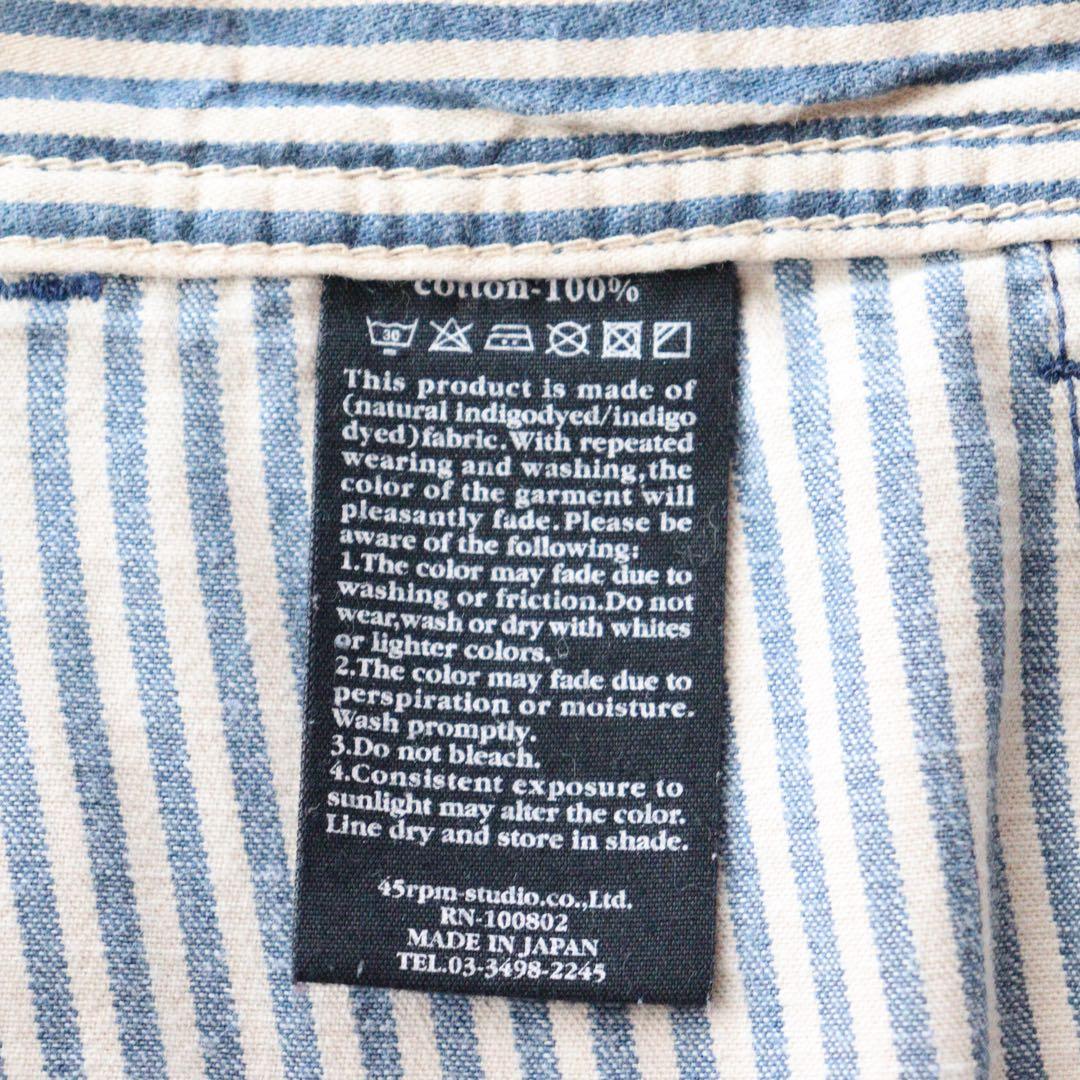 cotton-100%
30
This product is made of
(natural indigodyed/indigo
dyed)fabric.With repeated
wearing and washing,the
color of the garment will
pleasantly fade.Please be
aware of the following:
1.The color may fade due to
washing or friction.Do not
wear,wash or dry with whites
or lighter colors.
2.The color may fade due to
perspiration or moisture.
Wash promptly.
3.Do not bleach.
4.Consistent exposure to
sunlight may alter the color.
Line dry and store in shade.
45rpm-studio.co.,Ltd.
RN-100802
MADE IN JAPAN
TEL.03-3498-2245